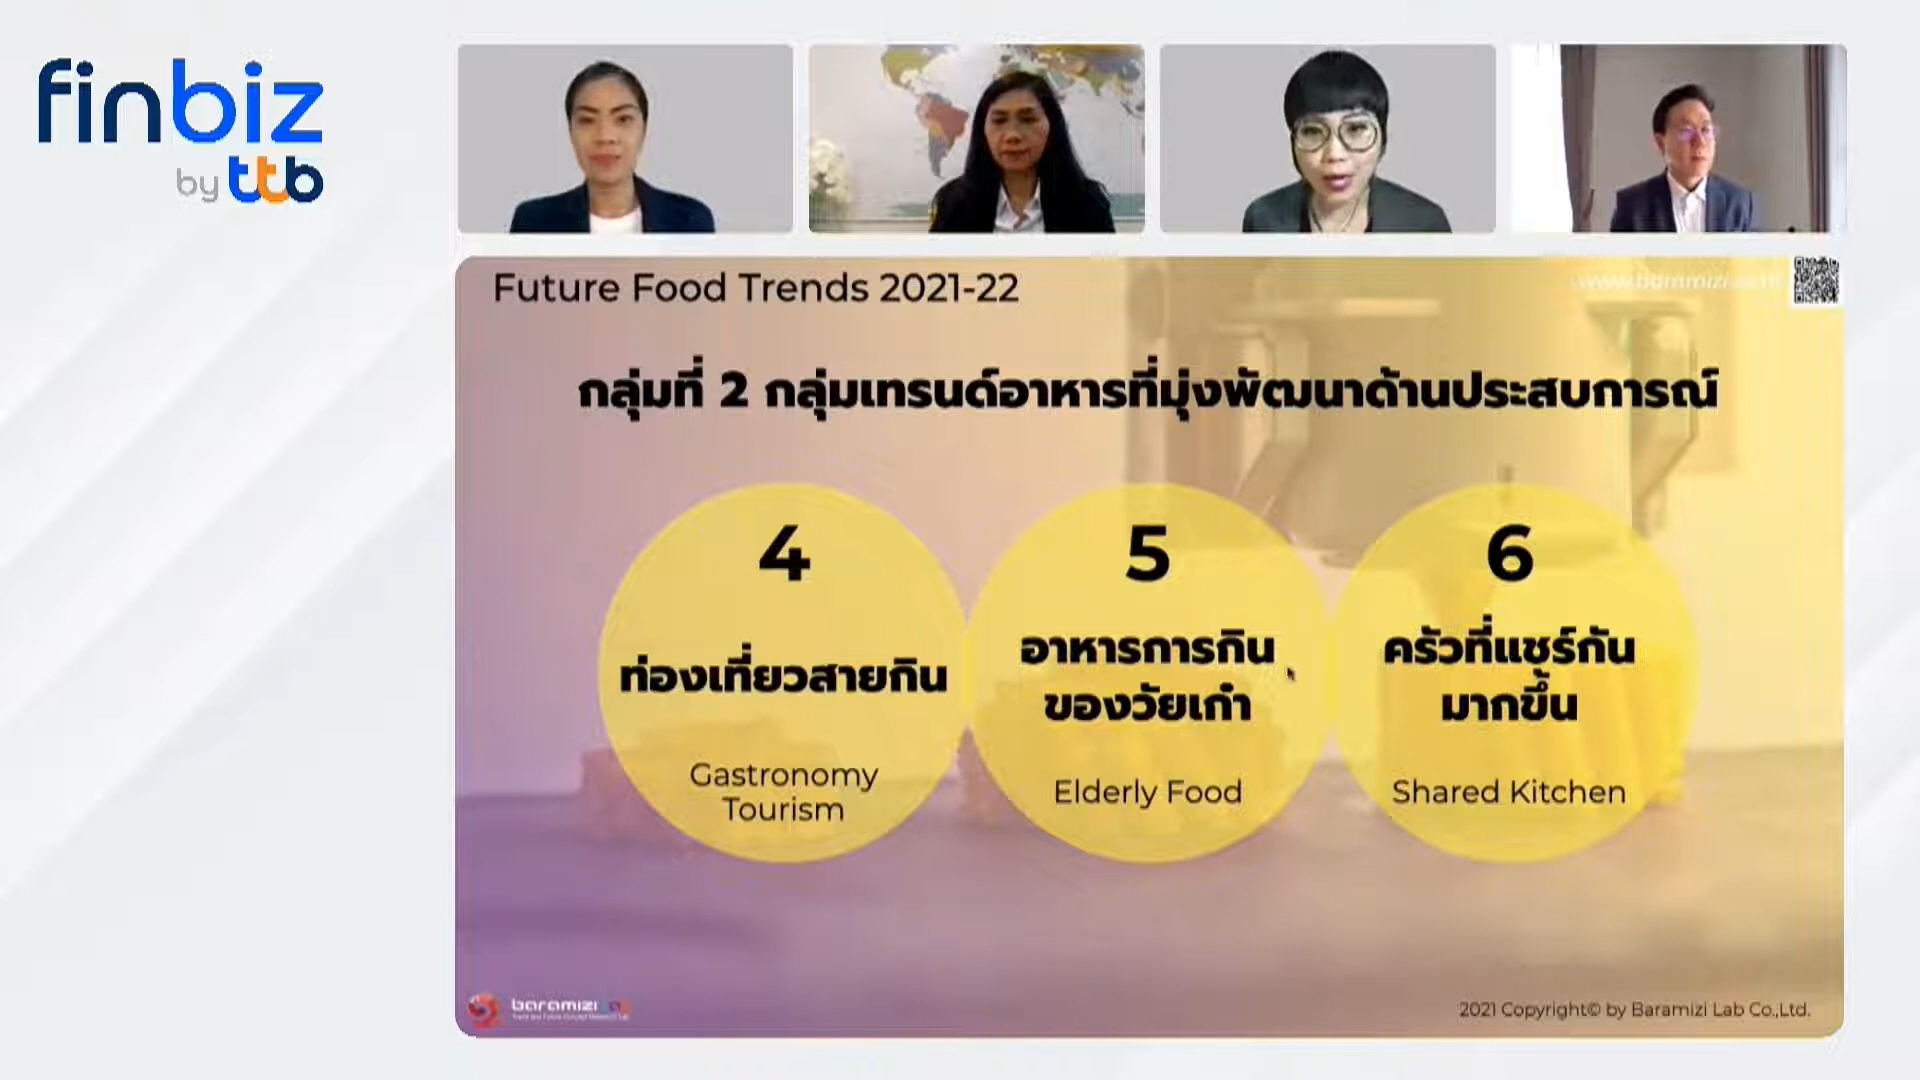 finbiz
by ttb
Future Food Trends 2021-22
กลุ่มที่ 2 กลุ่มเทรนด์อาหารที่มุ่งพัฒนาด้านประสบการณ์
4
ท่องเที่ยวสายกิน
Gastronomy
Tourism
5
อาหารการกิน
ของวัยเก๋า
Elderly Food
6
ครัวที่แชร์กัน
มากขึ้น
Shared Kitchen
baramizi
2021 Copyright© by Baramizi Lab Co.,Ltd.